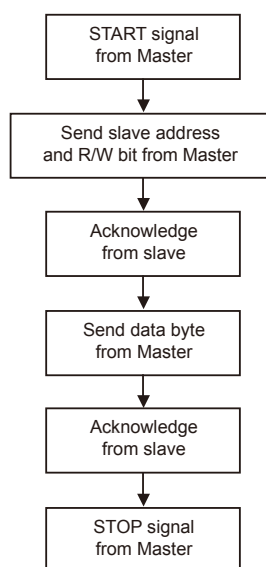 START signal
from Master
Send slave address
and R/W bit from Master
Acknowledge
from slave
Send data byte
from Master
Acknowledge
from slave
STOP signal
from Master